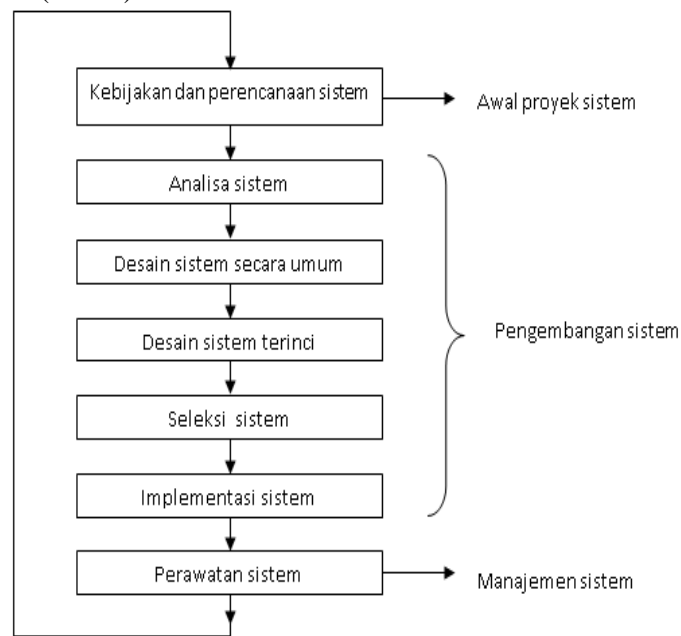 Kebijakan dan perencanaan sistem
Awal proyek sistem
Analisa sistem
Desain sistem secara umum
Desain sistem terinci
Pengembangan sistem
Seleksi sistem
Implementasi sistem
Perawatan sistem
Manajemen sistem